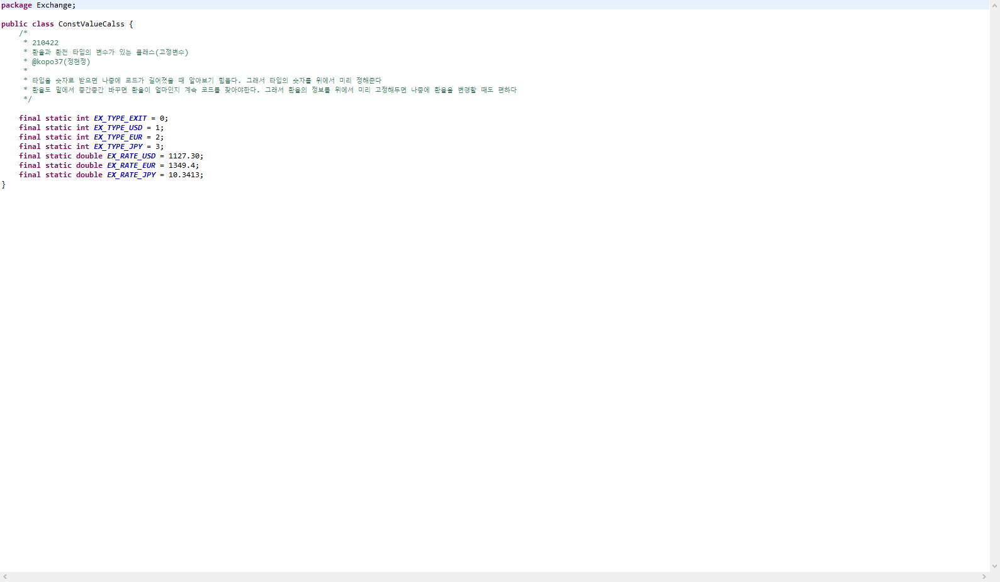 package Exchange;
public class ConstValueCalss {
/*
* 210422
* 환율과 환전 타입의 변수가 있는 클래스(고정변수)
* @kopo37(정현정)
*
* 타입을 숫자로 받으면 나중에 코드가 길어졌을 때 알아보기 힘들다. 그래서 타입의 숫자를 위에서 미리 정해준다
* 환율도 밑에서 중간중간 바꾸면 환율이 얼마인지 계속 코드를 찾아야한다. 그래서 환율의 정보를 위에서 미리 고정해두면 나중에 환율을 변경할 때도 편하다
*/
final static int EX_TYPE_EXIT = 0;
final static int EX_TYPE_USD = 1;
final static int EX_TYPE_EUR = 2;
final static int EX_TYPE_JPY = 3;
final static double EX_RATE_USD = 1127.30;
final static double EX_RATE_EUR = 1349.4;
final static double EX_RATE_JPY = 10.3413;
}